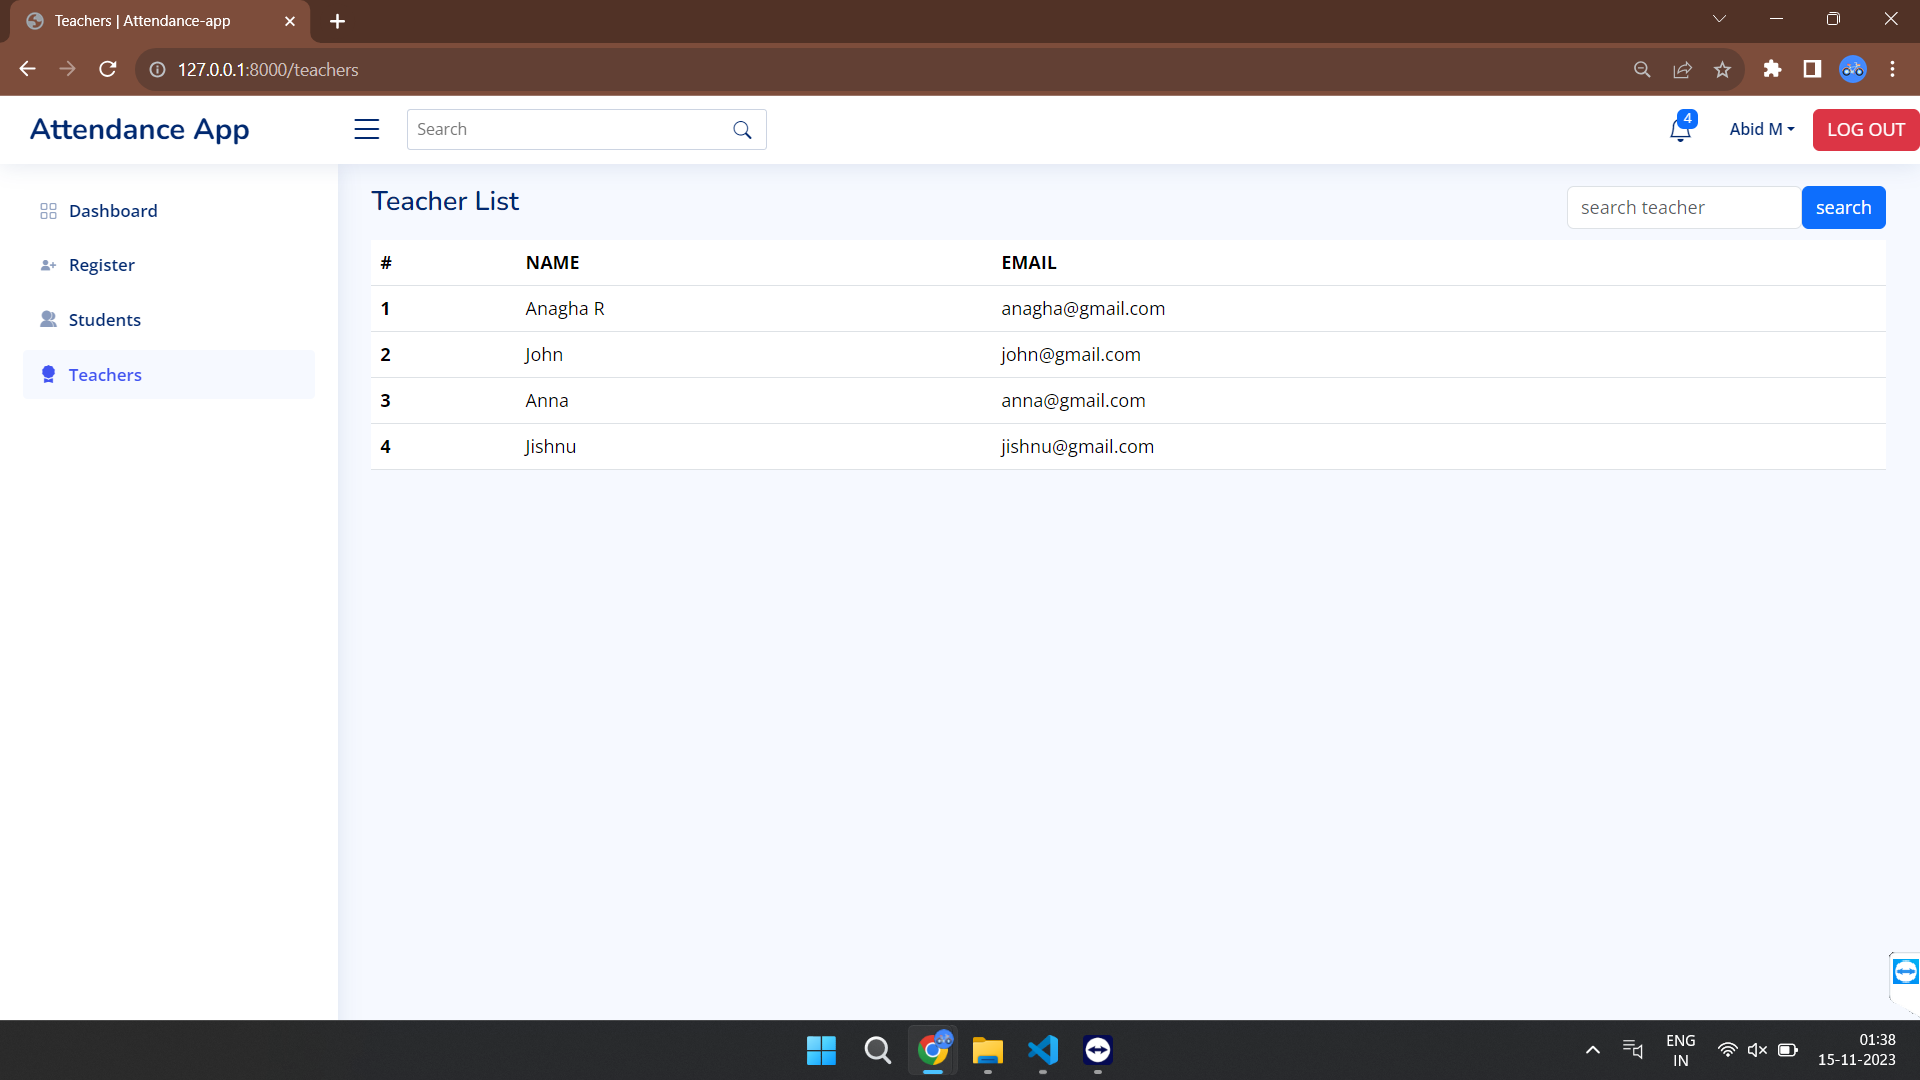 Teachers | Attendance-app
127.0.0.1:8000/teachers
Attendance App
Search
4
Abid M
LOG OUT
Dashboard
Register
Students
Teachers
Teacher List
search teacher
search
# NAME EMAIL
1 Anagha R anagha@gmail.com
2 John john@gmail.com
3 Anna anna@gmail.com
4 Jishnu jishnu@gmail.com
ENG
IN
01:38
15-11-2023